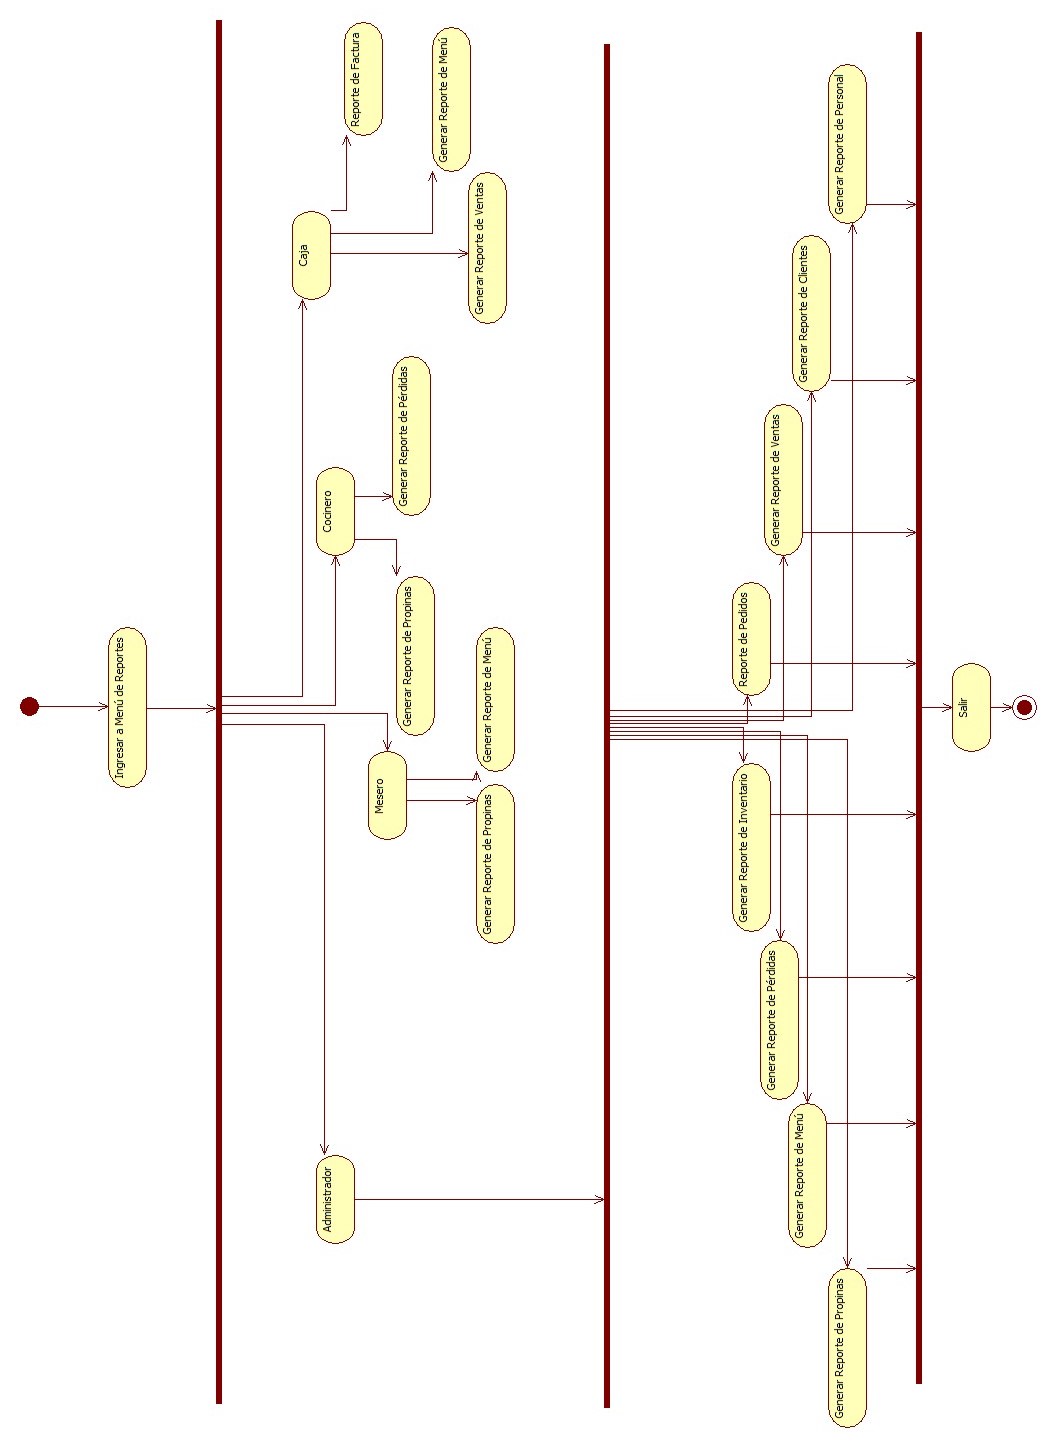 Ingresar a Menú de Reportes
Administrador
Mesero
Cocinero
Caja
Generar Reporte de Propinas
Generar Reporte de Menú
Generar Reporte de Propinas
Generar Reporte de Pérdidas
Generar Reporte de Ventas
Generar Reporte de Menú
Reporte de Factura
Generar Reporte de Propinas
Generar Reporte de Menú
Generar Reporte de Pérdidas
Generar Reporte de Inventario
Reporte de Pedidos
Generar Reporte de Ventas
Generar Reporte de Clientes
Generar Reporte de Personal
Salir